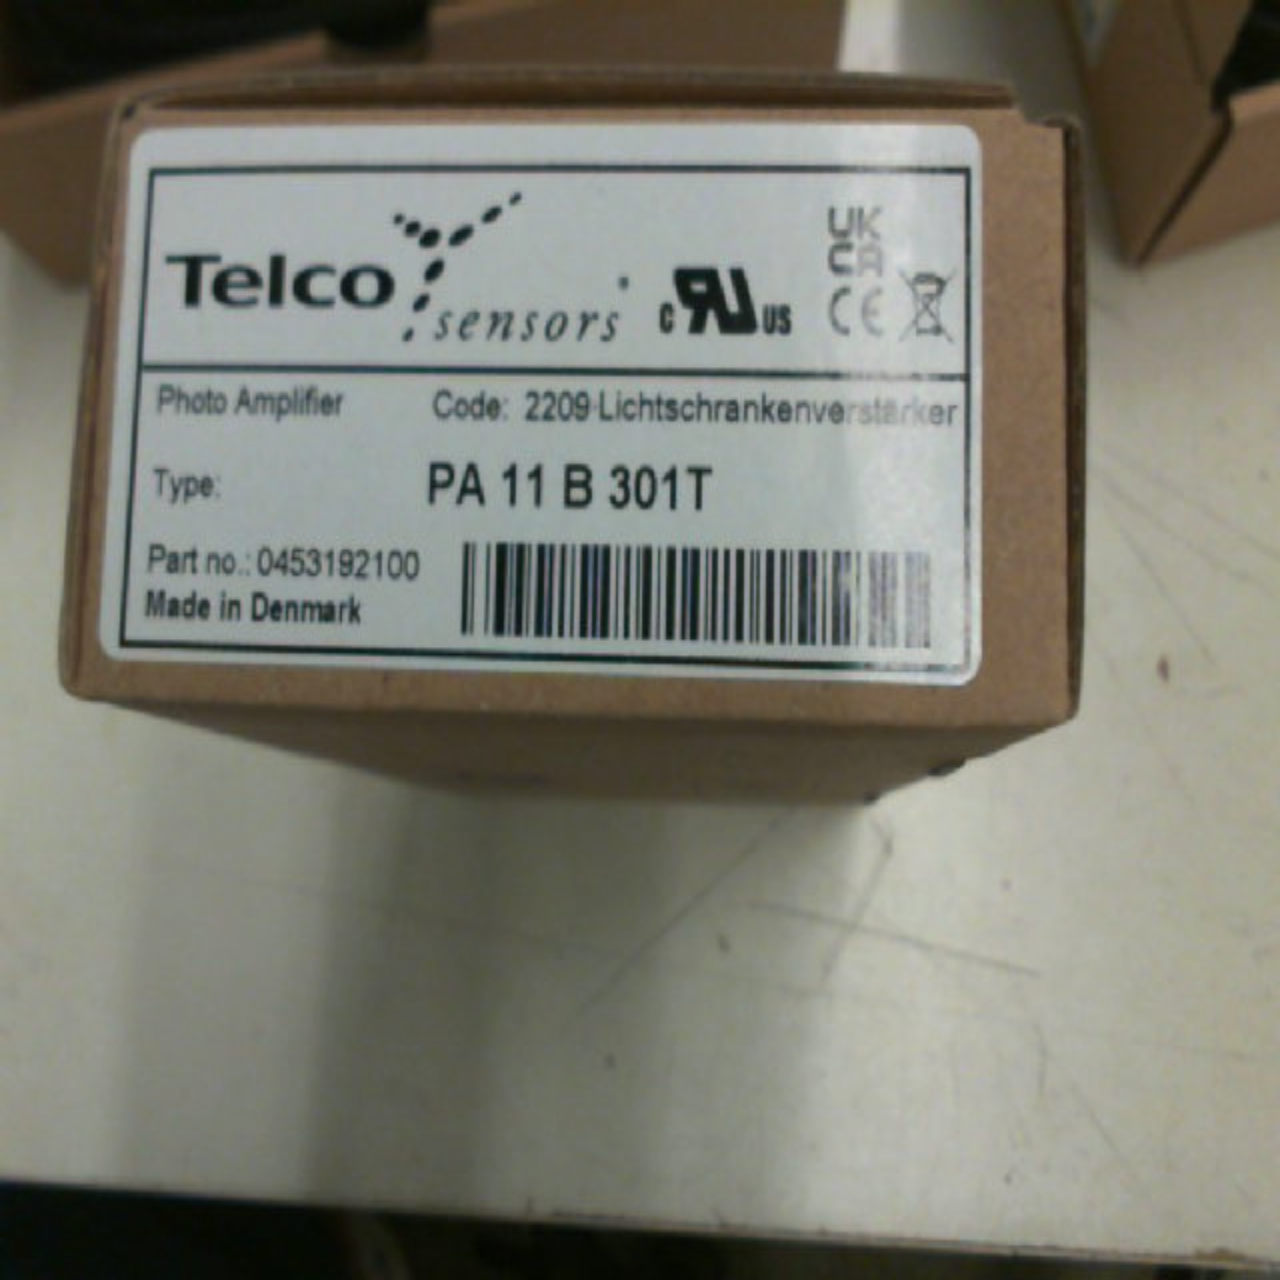 Telco sensors
c RU US
UK
CA
CE
Photo Amplifier Code: 2209 Lichtschrankenverstärker
Type: PA 11 B 301T
Part no.: 0453192100
Made in Denmark